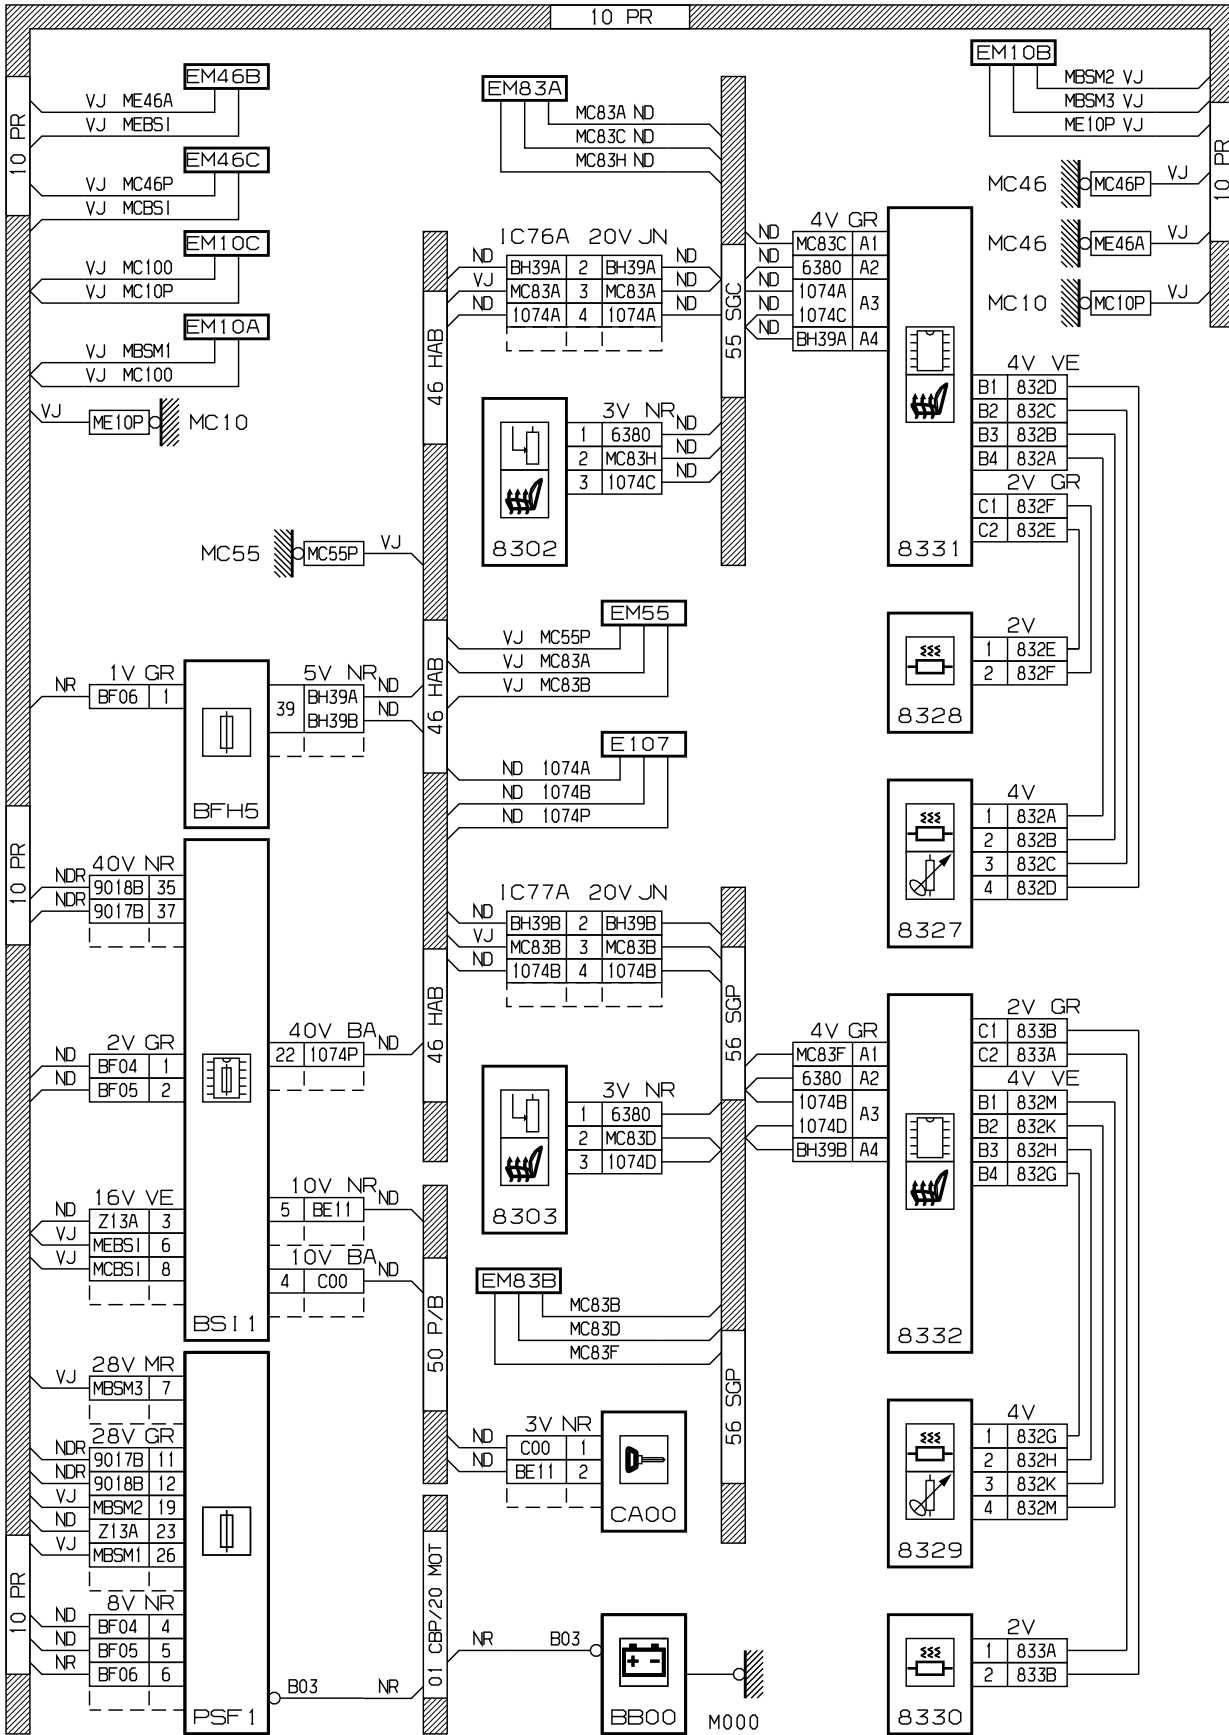 10 PR
10 PR
EM46B
VJ ME46A
VJ MEBSI
EM46C
VJ MC46P
VJ MCBSI
EM10C
VJ MC100
VJ MC10P
EM10A
VJ MBSM1
VJ MC100
VJ ME10P MC10
EM83A
MC83A ND
MC83C ND
MC83H ND
EM10B
MBSM2 VJ
MBSM3 VJ
ME10P VJ
10 PR
MC46 MC46P VJ
MC46 ME46A VJ
MC10 MC10P VJ
46 HAB
IC76A 20V JN
ND BH39A 2 BH39A ND
VJ MC83A 3 MC83A ND
ND 1074A 4 1074A ND
55 SGC
4V GR
ND MC83C A1
ND 6380 A2
ND 1074A A3
ND 1074C
ND BH39A A4
8331
4V VE
B1 832D
B2 832C
B3 832B
B4 832A
2V GR
C1 832F
C2 832E
3V NR
1 6380 ND
2 MC83H ND
3 1074C ND
8302
MC55 MC55P VJ
EM55
VJ MC55P
VJ MC83A
VJ MC83B
46 HAB
2V
1 832E
2 832F
8328
1V GR
NR BF06 1
5V NR
39 BH39A ND
BH39B ND
BFH5
E107
ND 1074A
ND 1074B
ND 1074P
4V
1 832A
2 832B
3 832C
4 832D
8327
10 PR
40V NR
NDR 9018B 35
NDR 9017B 37
IC77A 20V JN
ND BH39B 2 BH39B
VJ MC83B 3 MC83B
ND 1074B 4 1074B
46 HAB
56 SGP
2V GR
ND BF04 1
ND BF05 2
40V BA
22 1074P ND
4V GR
MC83F A1
6380 A2
1074B A3
1074D
BH39B A4
2V GR
C1 833B
C2 833A
4V VE
B1 832M
B2 832K
B3 832H
B4 832G
8332
3V NR
1 6380
2 MC83D
3 1074D
8303
16V VE
ND Z13A 3
VJ MEBSI 6
VJ MCBSI 8
10V NR
5 BE11 ND
10V BA
4 C00 ND
BSI1
50 P/B
EM83B
MC83B
MC83D
MC83F
56 SGP
28V MR
VJ MBSM3 7
28V GR
NDR 9017B 11
NDR 9018B 12
VJ MBSM2 19
ND Z13A 23
VJ MBSM1 26
8V NR
ND BF04 4
ND BF05 5
NR BF06 6
10 PR
PSF1
B03 NR
3V NR
ND C00 1
ND BE11 2
CA00
4V
1 832G
2 832H
3 832K
4 832M
8329
01 CBP/20 MOT
NR B03
BB00
M000
2V
1 833A
2 833B
8330